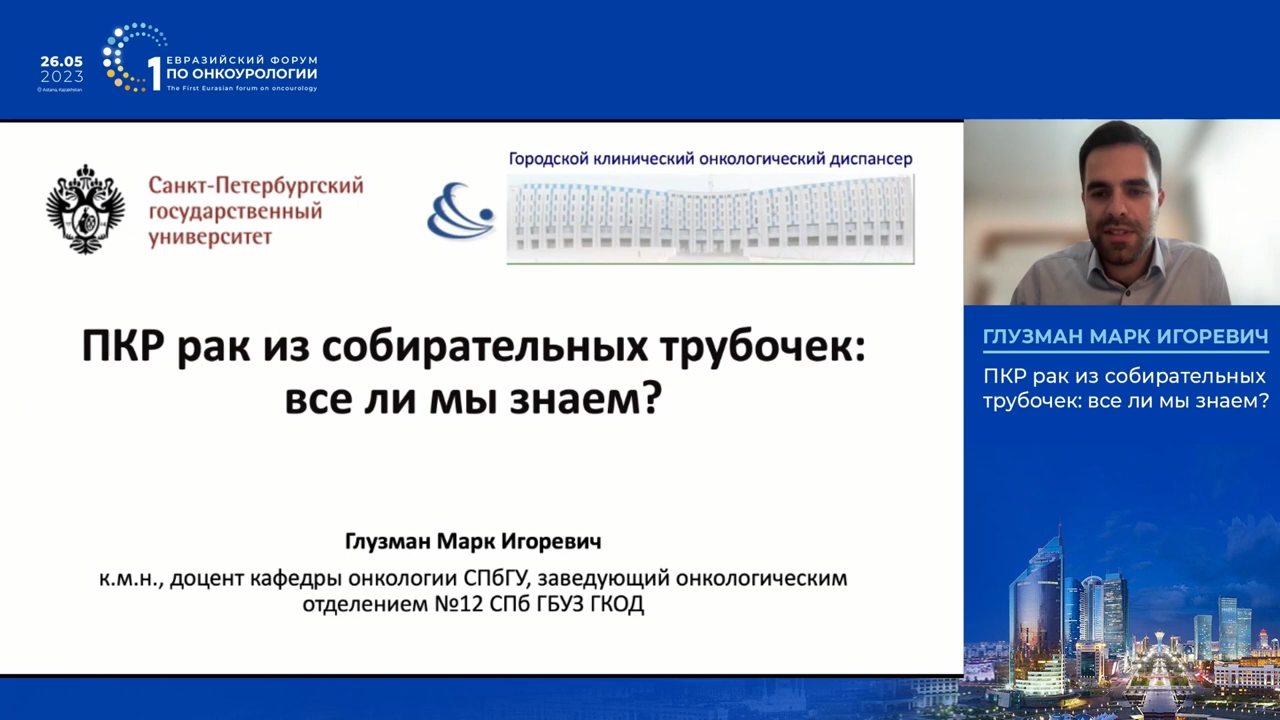 26.05
2023
Astana, Kazakhstan
1
ЕВРАЗИЙСКИЙ ФОРУМ
ПО ОНКОУРОЛОГИИ
The First Eurasian forum on oncourology
Санкт-Петербургский
государственный
университет
Городской клинический онкологический диспансер
ПКР рак из собирательных трубочек:
все ли мы знаем?
Глузман Марк Игоревич
к.м.н., доцент кафедры онкологии СПбГУ, заведующий онкологическим
отделением №12 СПб ГБУЗ ГКОД
ГЛУЗМАН МАРК ИГОРЕВИЧ
ПКР рак из собирательных
трубочек: все ли мы знаем?